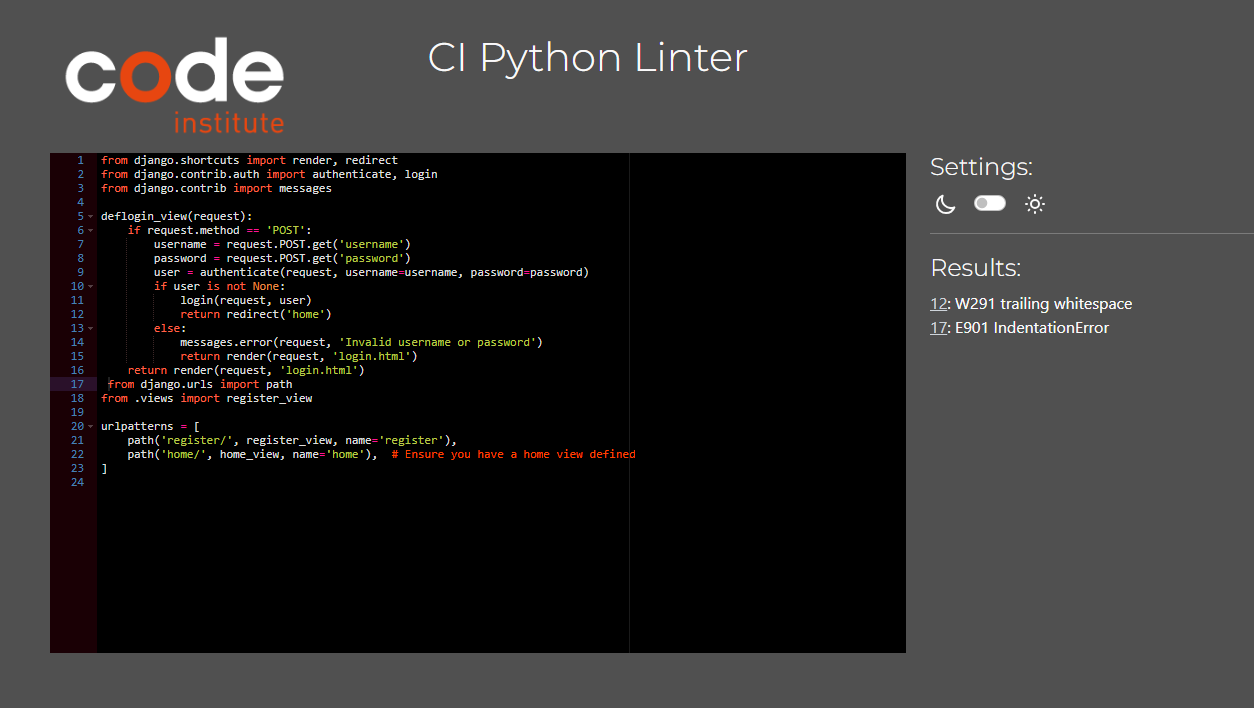 code
institute
CI Python Linter
1 from django.shortcuts import render, redirect
2 from django.contrib.auth import authenticate, login
3 from django.contrib import messages
4
5 deflogin_view(request):
6     if request.method == 'POST':
7         username = request.POST.get('username')
8         password = request.POST.get('password')
9         user = authenticate(request, username=username, password=password)
10         if user is not None:
11             login(request, user)
12             return redirect('home')
13         else:
14             messages.error(request, 'Invalid username or password')
15             return render(request, 'login.html')
16     return render(request, 'login.html')
17  from django.urls import path
18 from .views import register_view
19
20 urlpatterns = [
21     path('register/', register_view, name='register'),
22     path('home/', home_view, name='home'),  # Ensure you have a home view defined
23 ]
24
Settings:
Results:
12: W291 trailing whitespace
17: E901 IndentationError